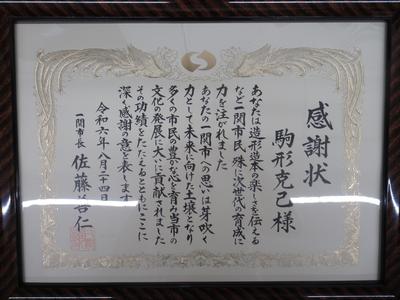 感謝状
駒形克己様
あなたは造形造本の楽しさを伝える
など一関市民、殊に次世代の育成に
力を注がれました
あなたの一関市への思いは芽吹く
力として未来に向けた土壌となり
多くの市民の豊かな心を育み当市の
文化の発展に大いに貢献されました
その功績をたたえるとともにここに
深く感謝の意を表します
令和六年八月二十四日
一関市長 佐藤善仁